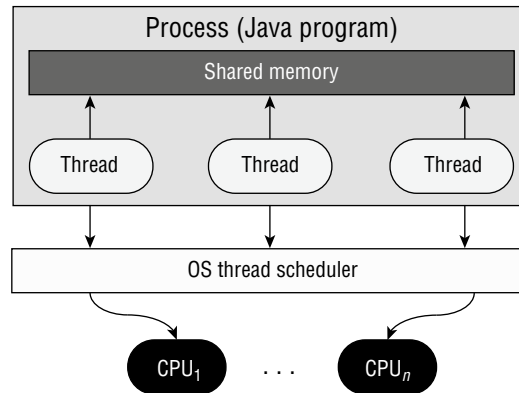 Process (Java program)
Shared memory
Thread Thread Thread
OS thread scheduler
CPU1 . . . CPUn